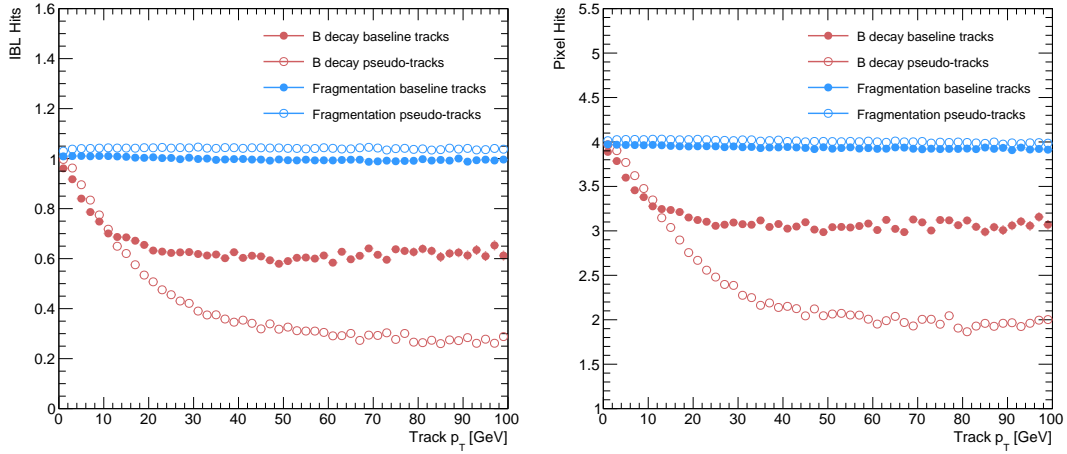 IBL Hits
1.6
1.4
1.2
1
0.8
0.6
0.4
0.2
0
B decay baseline tracks
B decay pseudo-tracks
Fragmentation baseline tracks
Fragmentation pseudo-tracks
0 10 20 30 40 50 60 70 80 90 100
Track p_T [GeV]
Pixel Hits
5.5
5
4.5
4
3.5
3
2.5
2
1.5
1
B decay baseline tracks
B decay pseudo-tracks
Fragmentation baseline tracks
Fragmentation pseudo-tracks
0 10 20 30 40 50 60 70 80 90 100
Track p_T [GeV]